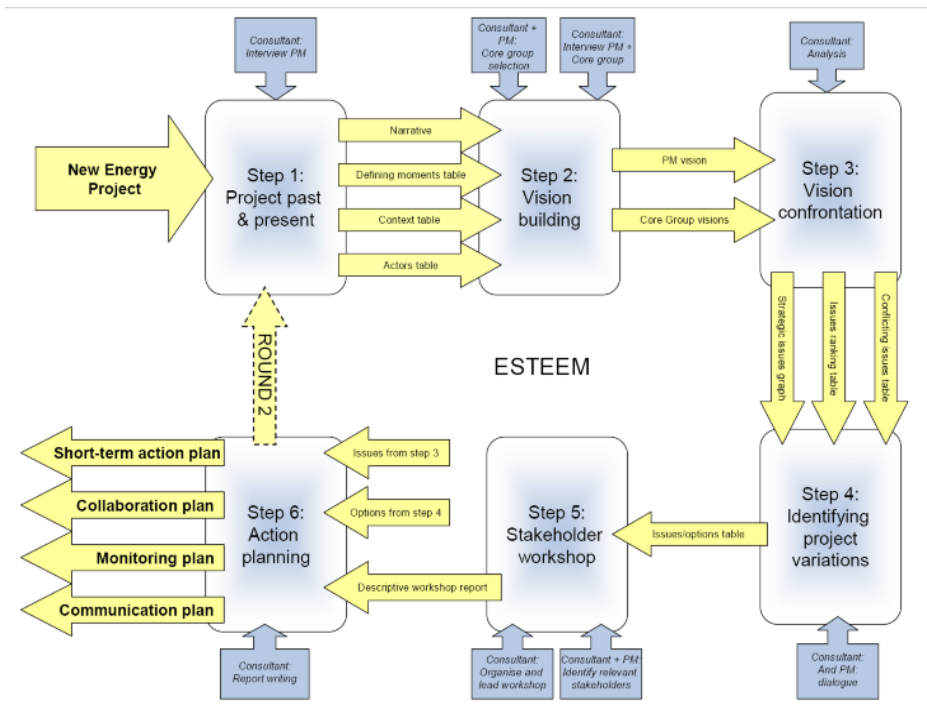 Consultant:
Interview PM
Consultant +
PM:
Core group
selection
Consultant:
Interview PM +
Core group
Consultant:
Analysis
New Energy
Project
Step 1:
Project past
& present
Narrative
Defining moments table
Context table
Actors table
Step 2:
Vision
building
PM vision
Core Group visions
Step 3:
Vision
confrontation
Strategic issues graph
Issues ranking table
Conflicting issues table
ROUND 2
ESTEEM
Short-term action plan
Collaboration plan
Monitoring plan
Communication plan
Step 6:
Action
planning
Issues from step 3
Options from step 4
Descriptive workshop report
Step 5:
Stakeholder
workshop
Issues/options table
Step 4:
Identifying
project
variations
Consultant:
Report writing
Consultant:
Organise and
lead workshop
Consultant + PM:
Identify relevant
stakeholders
Consultant:
And PM:
dialogue